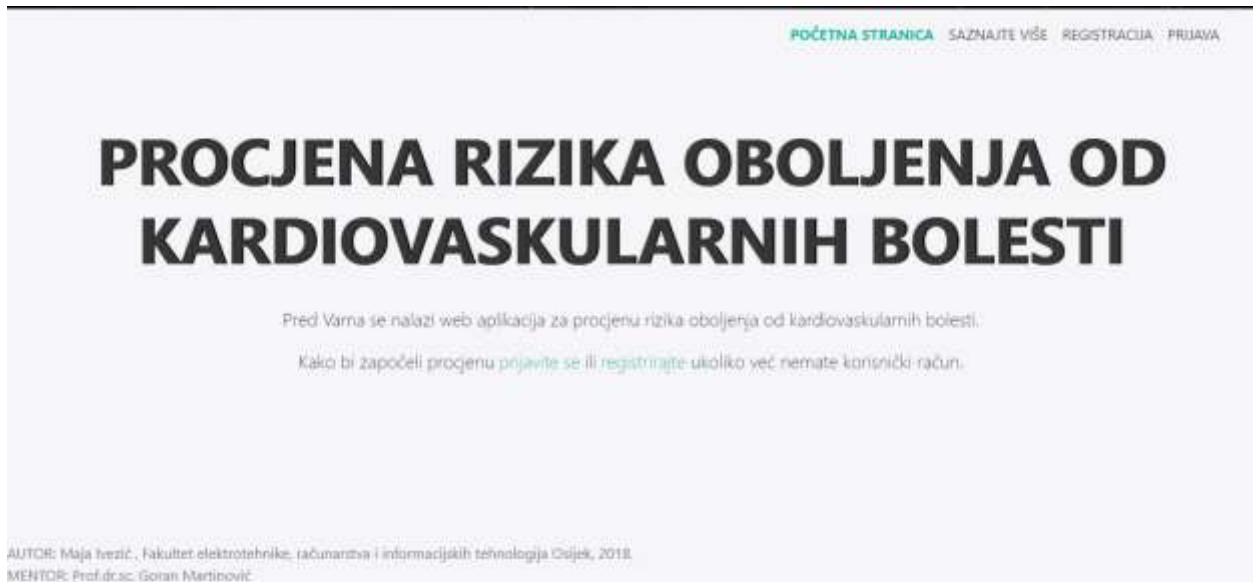 POČETNA STRANICA SAZNAJTE VIŠE REGISTRACIJA PRIJAVA
PROCJENA RIZIKA OBOLJENJA OD
KARDIOVASKULARNIH BOLESTI
Pred Vama se nalazi web aplikacija za procjenu rizika oboljenja od kardiovaskularnih bolesti.
Kako bi započeli procjenu prijavite se ili registrirajte ukoliko već nemate korisnički račun.
AUTOR: Maja Ivezić , Fakultet elektrotehnike, računarstva i informacijskih tehnologija Osijek, 2018.
MENTOR: Prof.dr.sc. Goran Martinović